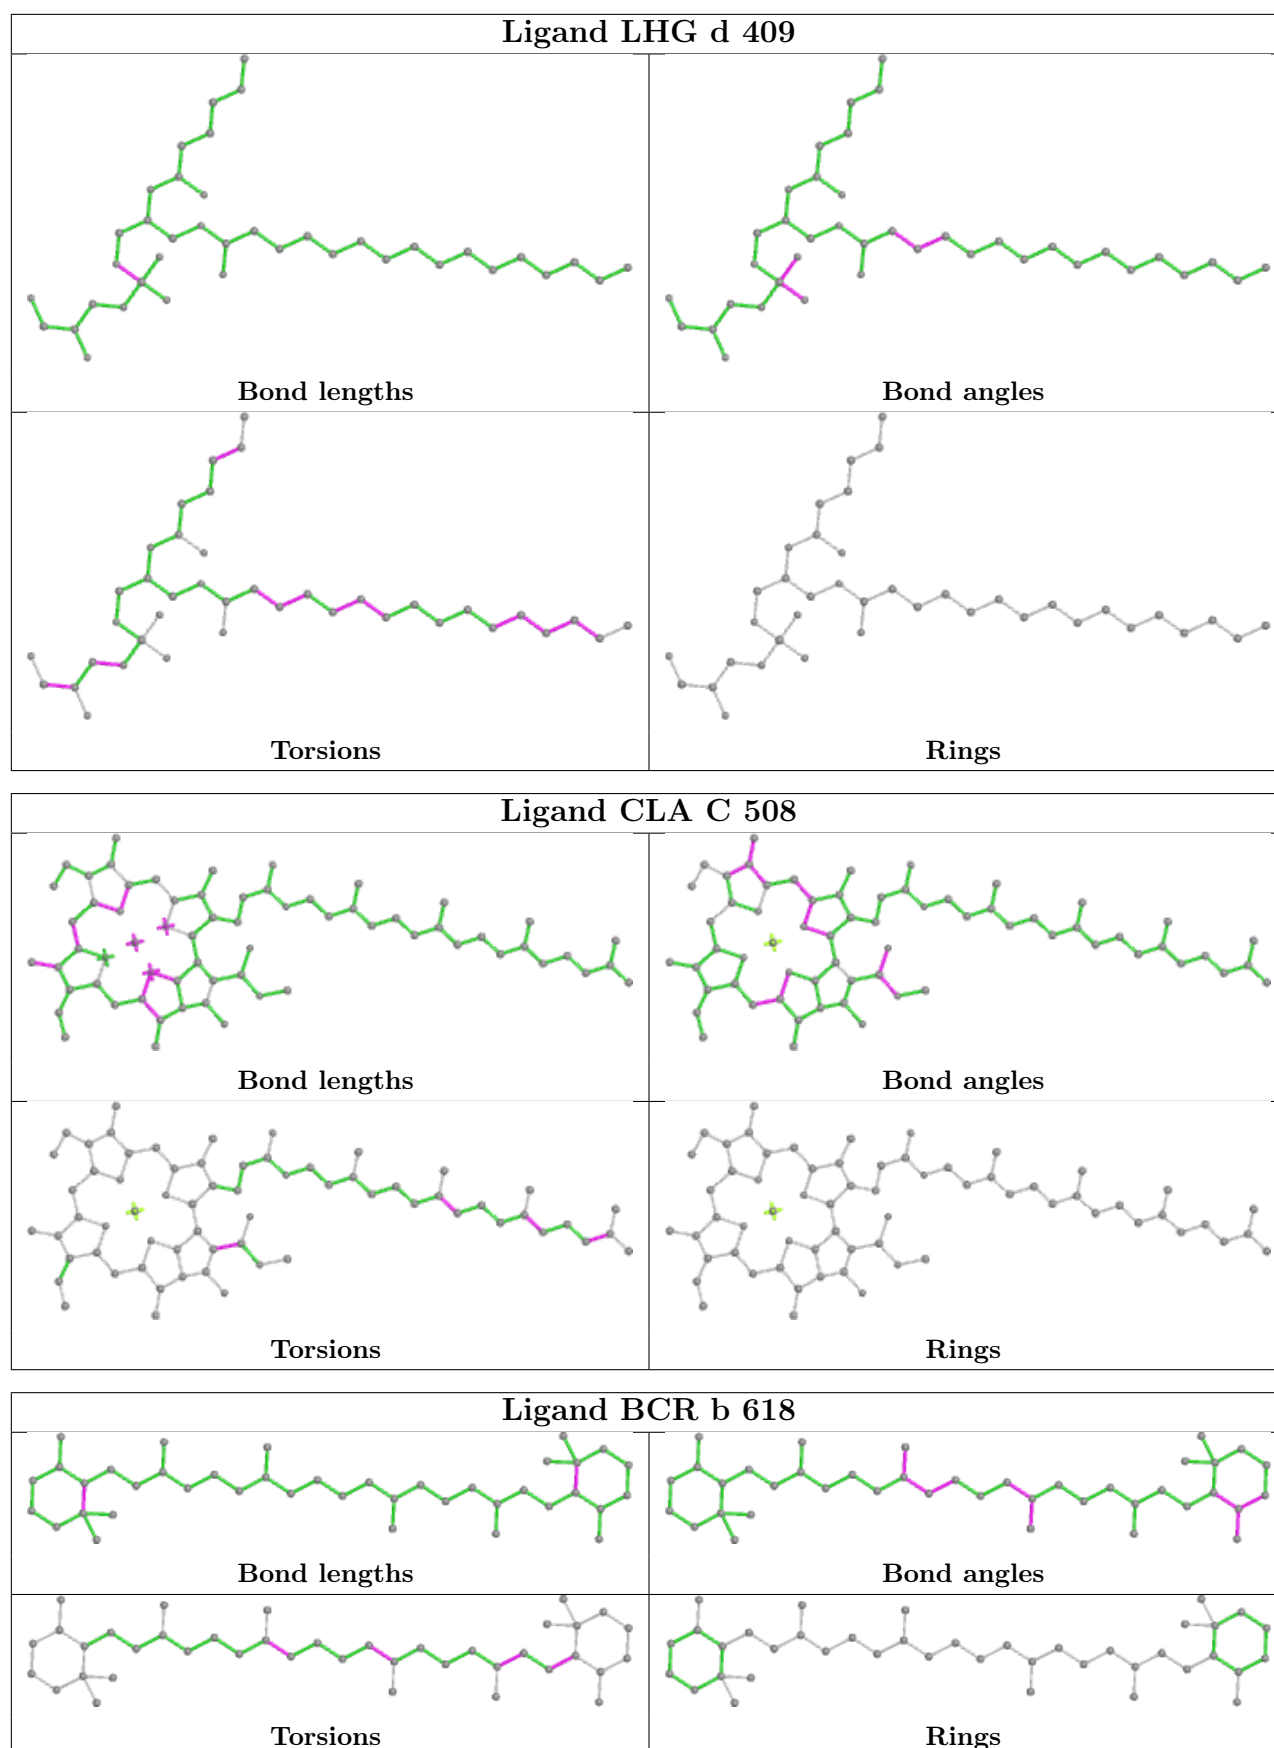 Ligand LHG d 409
Bond lengths
Bond angles
Torsions
Rings
Ligand CLA C 508
Bond lengths
Bond angles
Torsions
Rings
Ligand BCR b 618
Bond lengths
Bond angles
Torsions
Rings